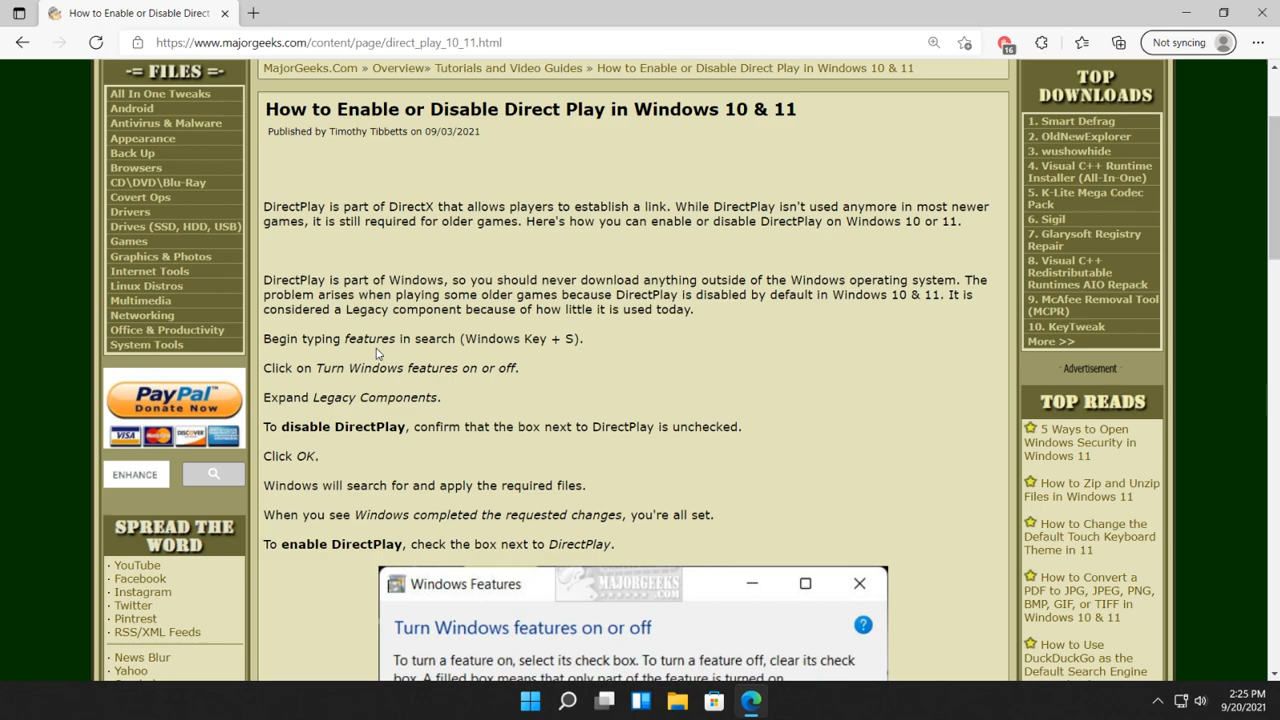 How to Enable or Disable Direct
https://www.majorgeeks.com/content/page/direct_play_10_11.html
16
Not syncing
-= FILES =-
All In One Tweaks
Android
Antivirus & Malware
Appearance
Back Up
Browsers
CD\DVD\Blu-Ray
Covert Ops
Drivers
Drives (SSD, HDD, USB)
Games
Graphics & Photos
Internet Tools
Linux Distros
Multimedia
Networking
Office & Productivity
System Tools
PayPal
Donate Now
VISA
DISCOVER
ENHANCE
SPREAD THE
WORD
· YouTube
· Facebook
· Instagram
· Twitter
· Pintrest
· RSS/XML Feeds
· News Blur
· Yahoo
MajorGeeks.Com » Overview» Tutorials and Video Guides » How to Enable or Disable Direct Play in Windows 10 & 11
How to Enable or Disable Direct Play in Windows 10 & 11
Published by Timothy Tibbetts on 09/03/2021
DirectPlay is part of DirectX that allows players to establish a link. While DirectPlay isn't used anymore in most newer
games, it is still required for older games. Here's how you can enable or disable DirectPlay on Windows 10 or 11.
DirectPlay is part of Windows, so you should never download anything outside of the Windows operating system. The
problem arises when playing some older games because DirectPlay is disabled by default in Windows 10 & 11. It is
considered a Legacy component because of how little it is used today.
Begin typing features in search (Windows Key + S).
Click on Turn Windows features on or off.
Expand Legacy Components.
To disable DirectPlay, confirm that the box next to DirectPlay is unchecked.
Click OK.
Windows will search for and apply the required files.
When you see Windows completed the requested changes, you're all set.
To enable DirectPlay, check the box next to DirectPlay.
Windows Features
MAJORGEEKS
.COM
Turn Windows features on or off
To turn a feature on, select its check box. To turn a feature off, clear its check
box. A filled box means that only part of the feature is turned on.
TOP
DOWNLOADS
1. Smart Defrag
2. OldNewExplorer
3. wushowhide
4. Visual C++ Runtime
Installer (All-In-One)
5. K-Lite Mega Codec
Pack
6. Sigil
7. Glarysoft Registry
Repair
8. Visual C++
Redistributable
Runtimes AIO Repack
9. McAfee Removal Tool
(MCPR)
10. KeyTweak
More >>
- Advertisement -
TOP READS
5 Ways to Open
Windows Security in
Windows 11
How to Zip and Unzip
Files in Windows 11
How to Change the
Default Touch Keyboard
Theme in 11
How to Convert a
PDF to JPG, JPEG, PNG,
BMP, GIF, or TIFF in
Windows 10 & 11
How to Use
DuckDuckGo as the
Default Search Engine
2:25 PM
9/20/2021